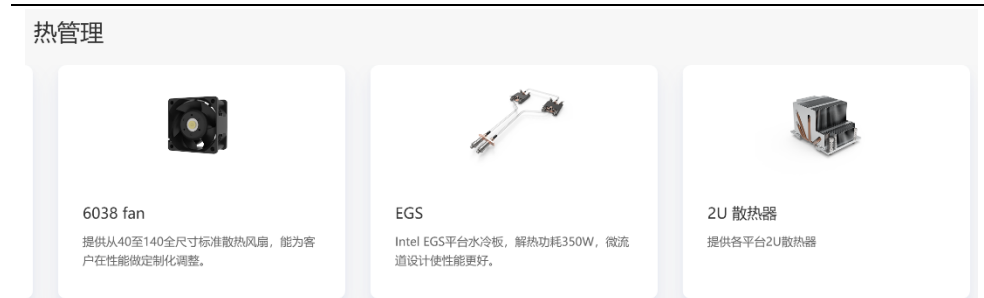 热管理
6038 fan
提供从40至140全尺寸标准散热风扇，能为客
户在性能做定制化调整。
EGS
Intel EGS平台水冷板，解热功耗350W，微流
道设计使性能更好。
2U 散热器
提供各平台2U散热器